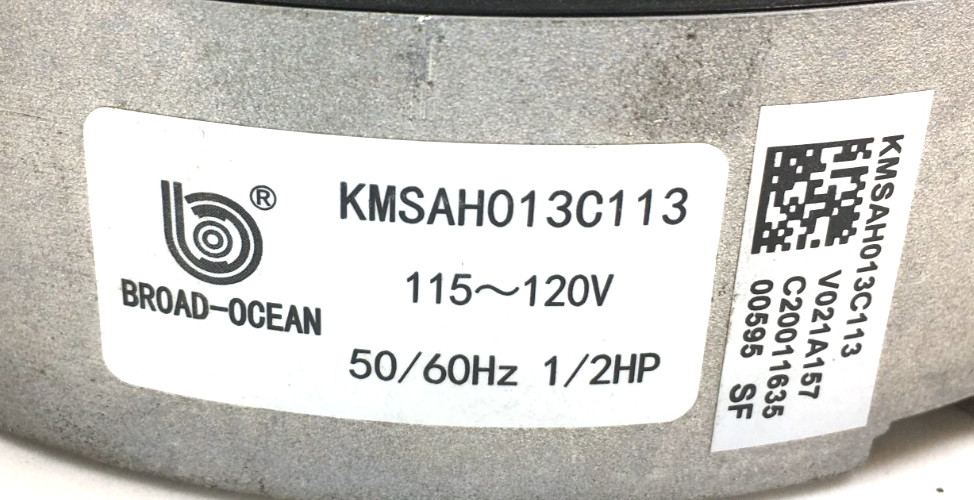 ®
BROAD-OCEAN
KMSAH013C113
115～120V
50/60Hz 1/2HP
KMSAH013C113
V021A157
C20011635
00595 SF